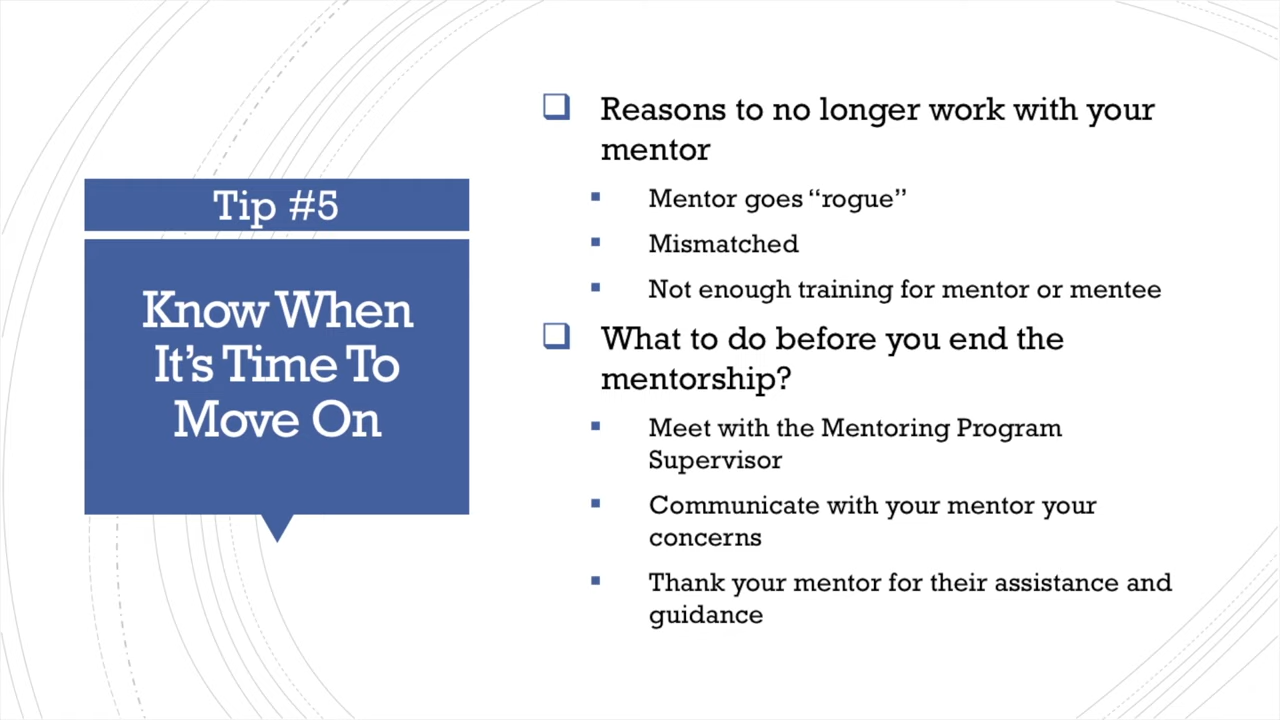 Tip #5
Know When
It's Time To
Move On
Reasons to no longer work with your
mentor
Mentor goes “rogue”
Mismatched
Not enough training for mentor or mentee
What to do before you end the
mentorship?
Meet with the Mentoring Program
Supervisor
Communicate with your mentor your
concerns
Thank your mentor for their assistance and
guidance